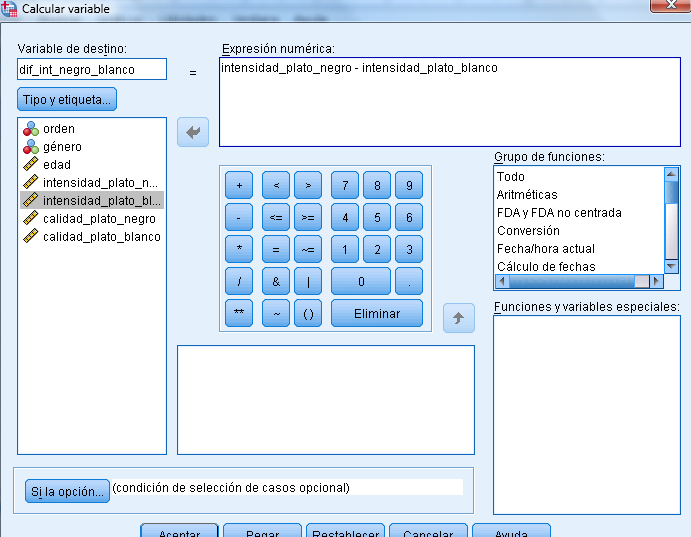 Calcular variable
Variable de destino:
dif_int_negro_blanco
=
Expresión numérica:
intensidad_plato_negro - intensidad_plato_blanco
Tipo y etiqueta...
orden
género
edad
intensidad_plato_n...
intensidad_plato_bl...
calidad_plato_negro
calidad_plato_blanco
+ < > 7 8 9
- <= >= 4 5 6
* = ~= 1 2 3
/ & | 0 .
** ~ ( ) Eliminar
Grupo de funciones:
Todo
Aritméticas
FDA y FDA no centrada
Conversión
Fecha/hora actual
Cálculo de fechas
Funciones y variables especiales:
Si la opción...
(condición de selección de casos opcional)
Aceptar
Pegar
Restablecer
Cancelar
Ayuda